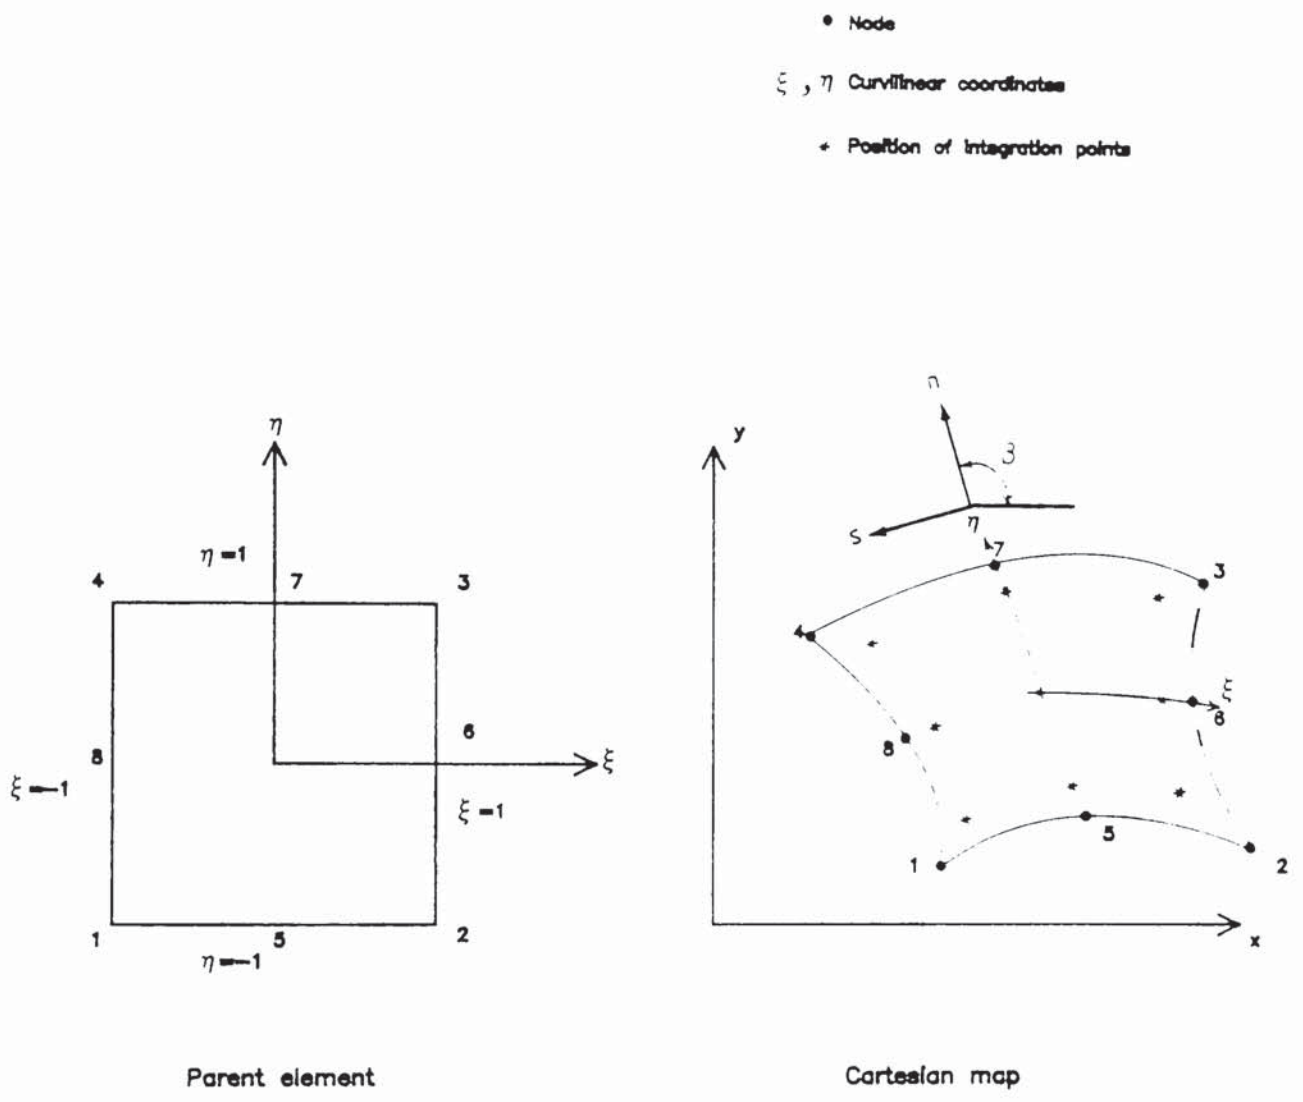 Node
ξ , η Curvilinear coordinates
* Position of integration points
η
η=1
4
7
3
8
6
ξ
ξ=-1
ξ=1
1
5
2
η=-1
Parent element
n
y
β
s
η
7
3
4
ξ
6
8
5
1
2
x
Cartesian map